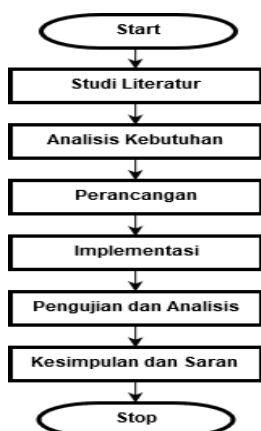 Start
Studi Literatur
Analisis Kebutuhan
Perancangan
Implementasi
Pengujian dan Analisis
Kesimpulan dan Saran
Stop